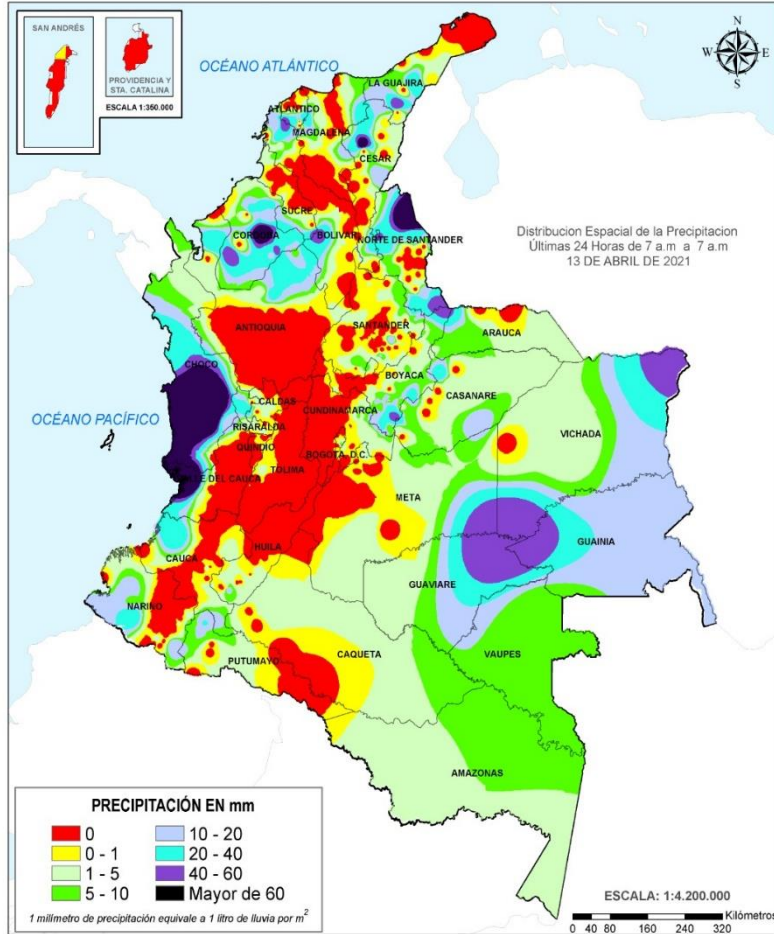 SAN ANDRÉS
PROVIDENCIA Y
STA. CATALINA
ESCALA 1:350.000
OCÉANO ATLÁNTICO
N
W
E
S
LA GUAJIRA
ATLANTICO
MAGDALENA
CESAR
SUCRE
CORDOBA
BOLIVAR
NORTE DE SANTANDER
Distribucion Espacial de la Precipitacion
Últimas 24 Horas de 7 a.m a 7 a.m
13 DE ABRIL DE 2021
ANTIOQUIA
SANTANDER
ARAUCA
CHOCO
BOYACA
CASANARE
OCÉANO PACÍFICO
CALDAS
CUNDINAMARCA
RISARALDA
VICHADA
QUINDIO
BOGOTA. D.C.
TOLIMA
VALLE DEL CAUCA
META
GUAINIA
CAUCA
HUILA
GUAVIARE
NARIÑO
CAQUETA
VAUPES
PUTUMAYO
AMAZONAS
PRECIPITACIÓN EN mm
0
10 - 20
0 - 1
20 - 40
1 - 5
40 - 60
5 - 10
Mayor de 60
1 milímetro de precipitación equivale a 1 litro de lluvia por m²
ESCALA: 1:4.200.000
Kilómetros
0 40 80 160 240 320